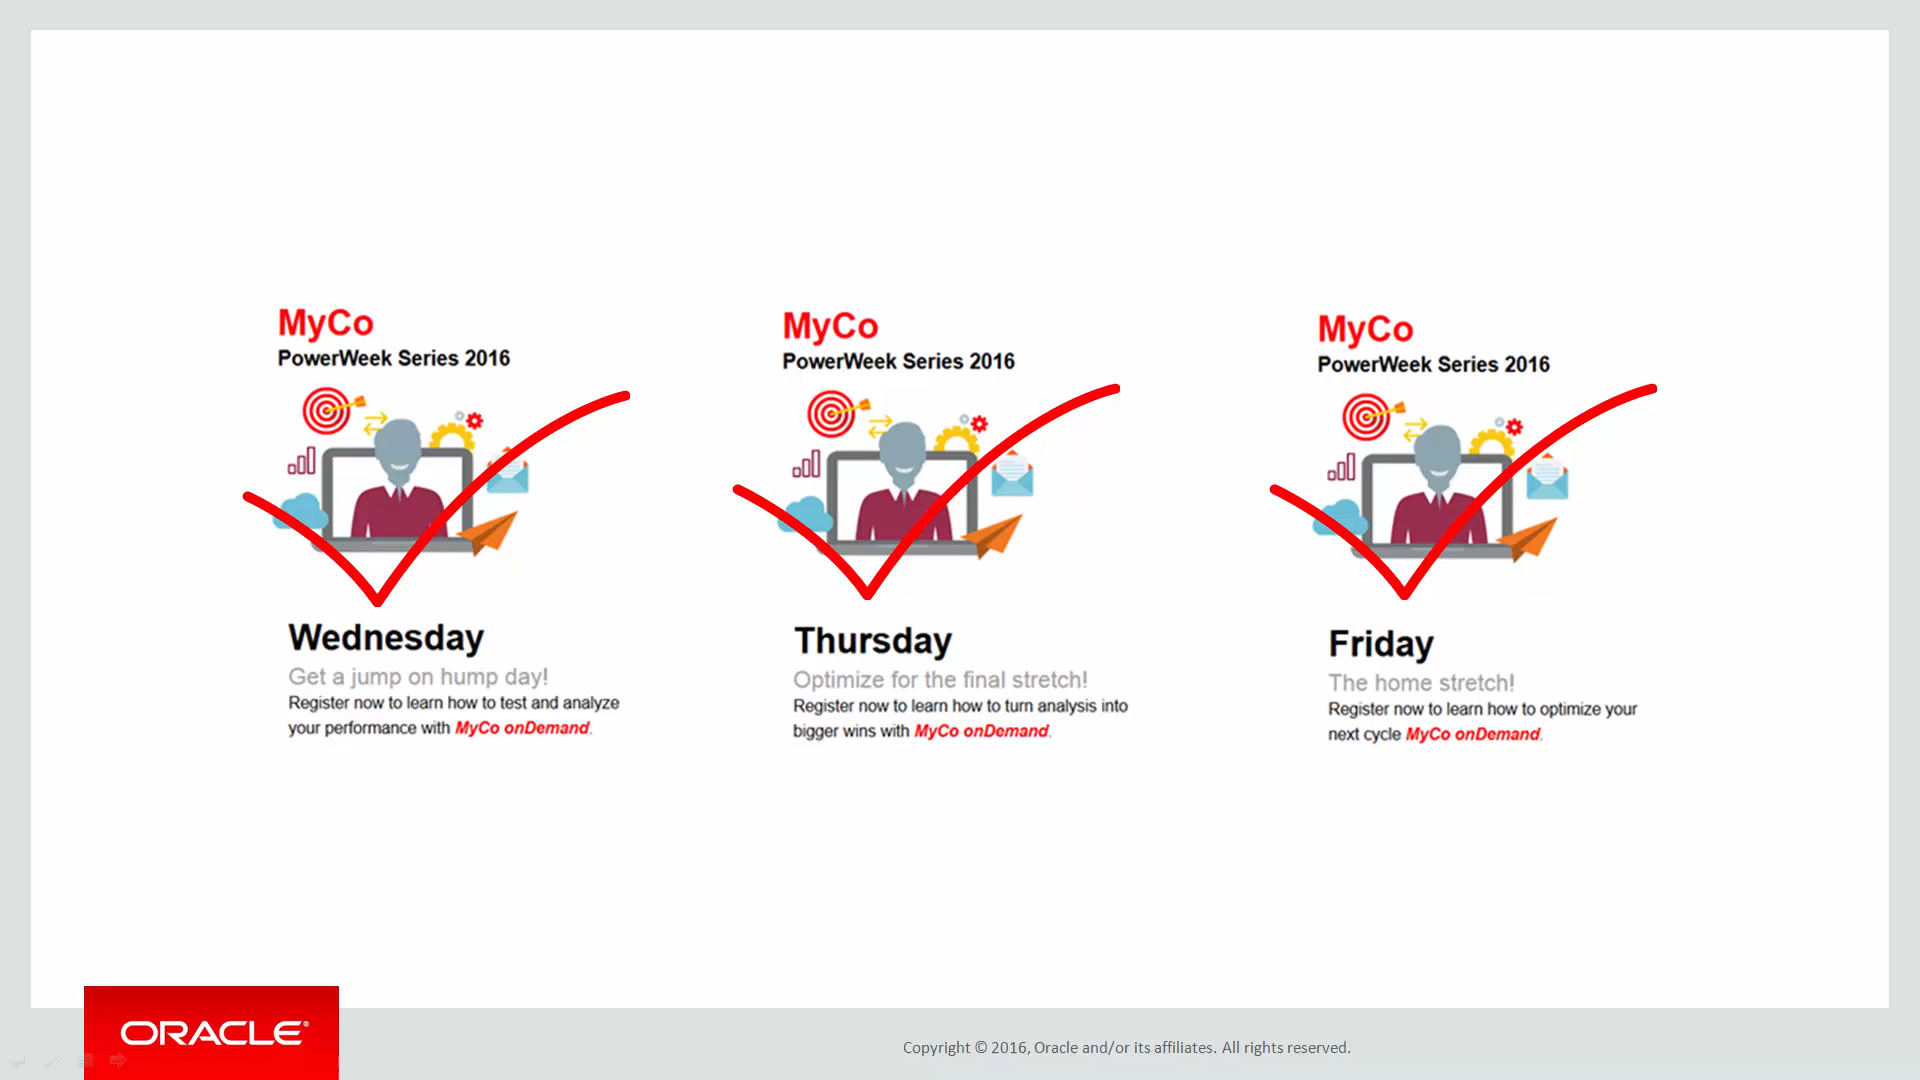 MyCo
PowerWeek Series 2016
Wednesday
Get a jump on hump day!
Register now to learn how to test and analyze
your performance with MyCo onDemand.
MyCo
PowerWeek Series 2016
Thursday
Optimize for the final stretch!
Register now to learn how to turn analysis into
bigger wins with MyCo onDemand.
MyCo
PowerWeek Series 2016
Friday
The home stretch!
Register now to learn how to optimize your
next cycle MyCo onDemand.
ORACLE®
Copyright © 2016, Oracle and/or its affiliates. All rights reserved.